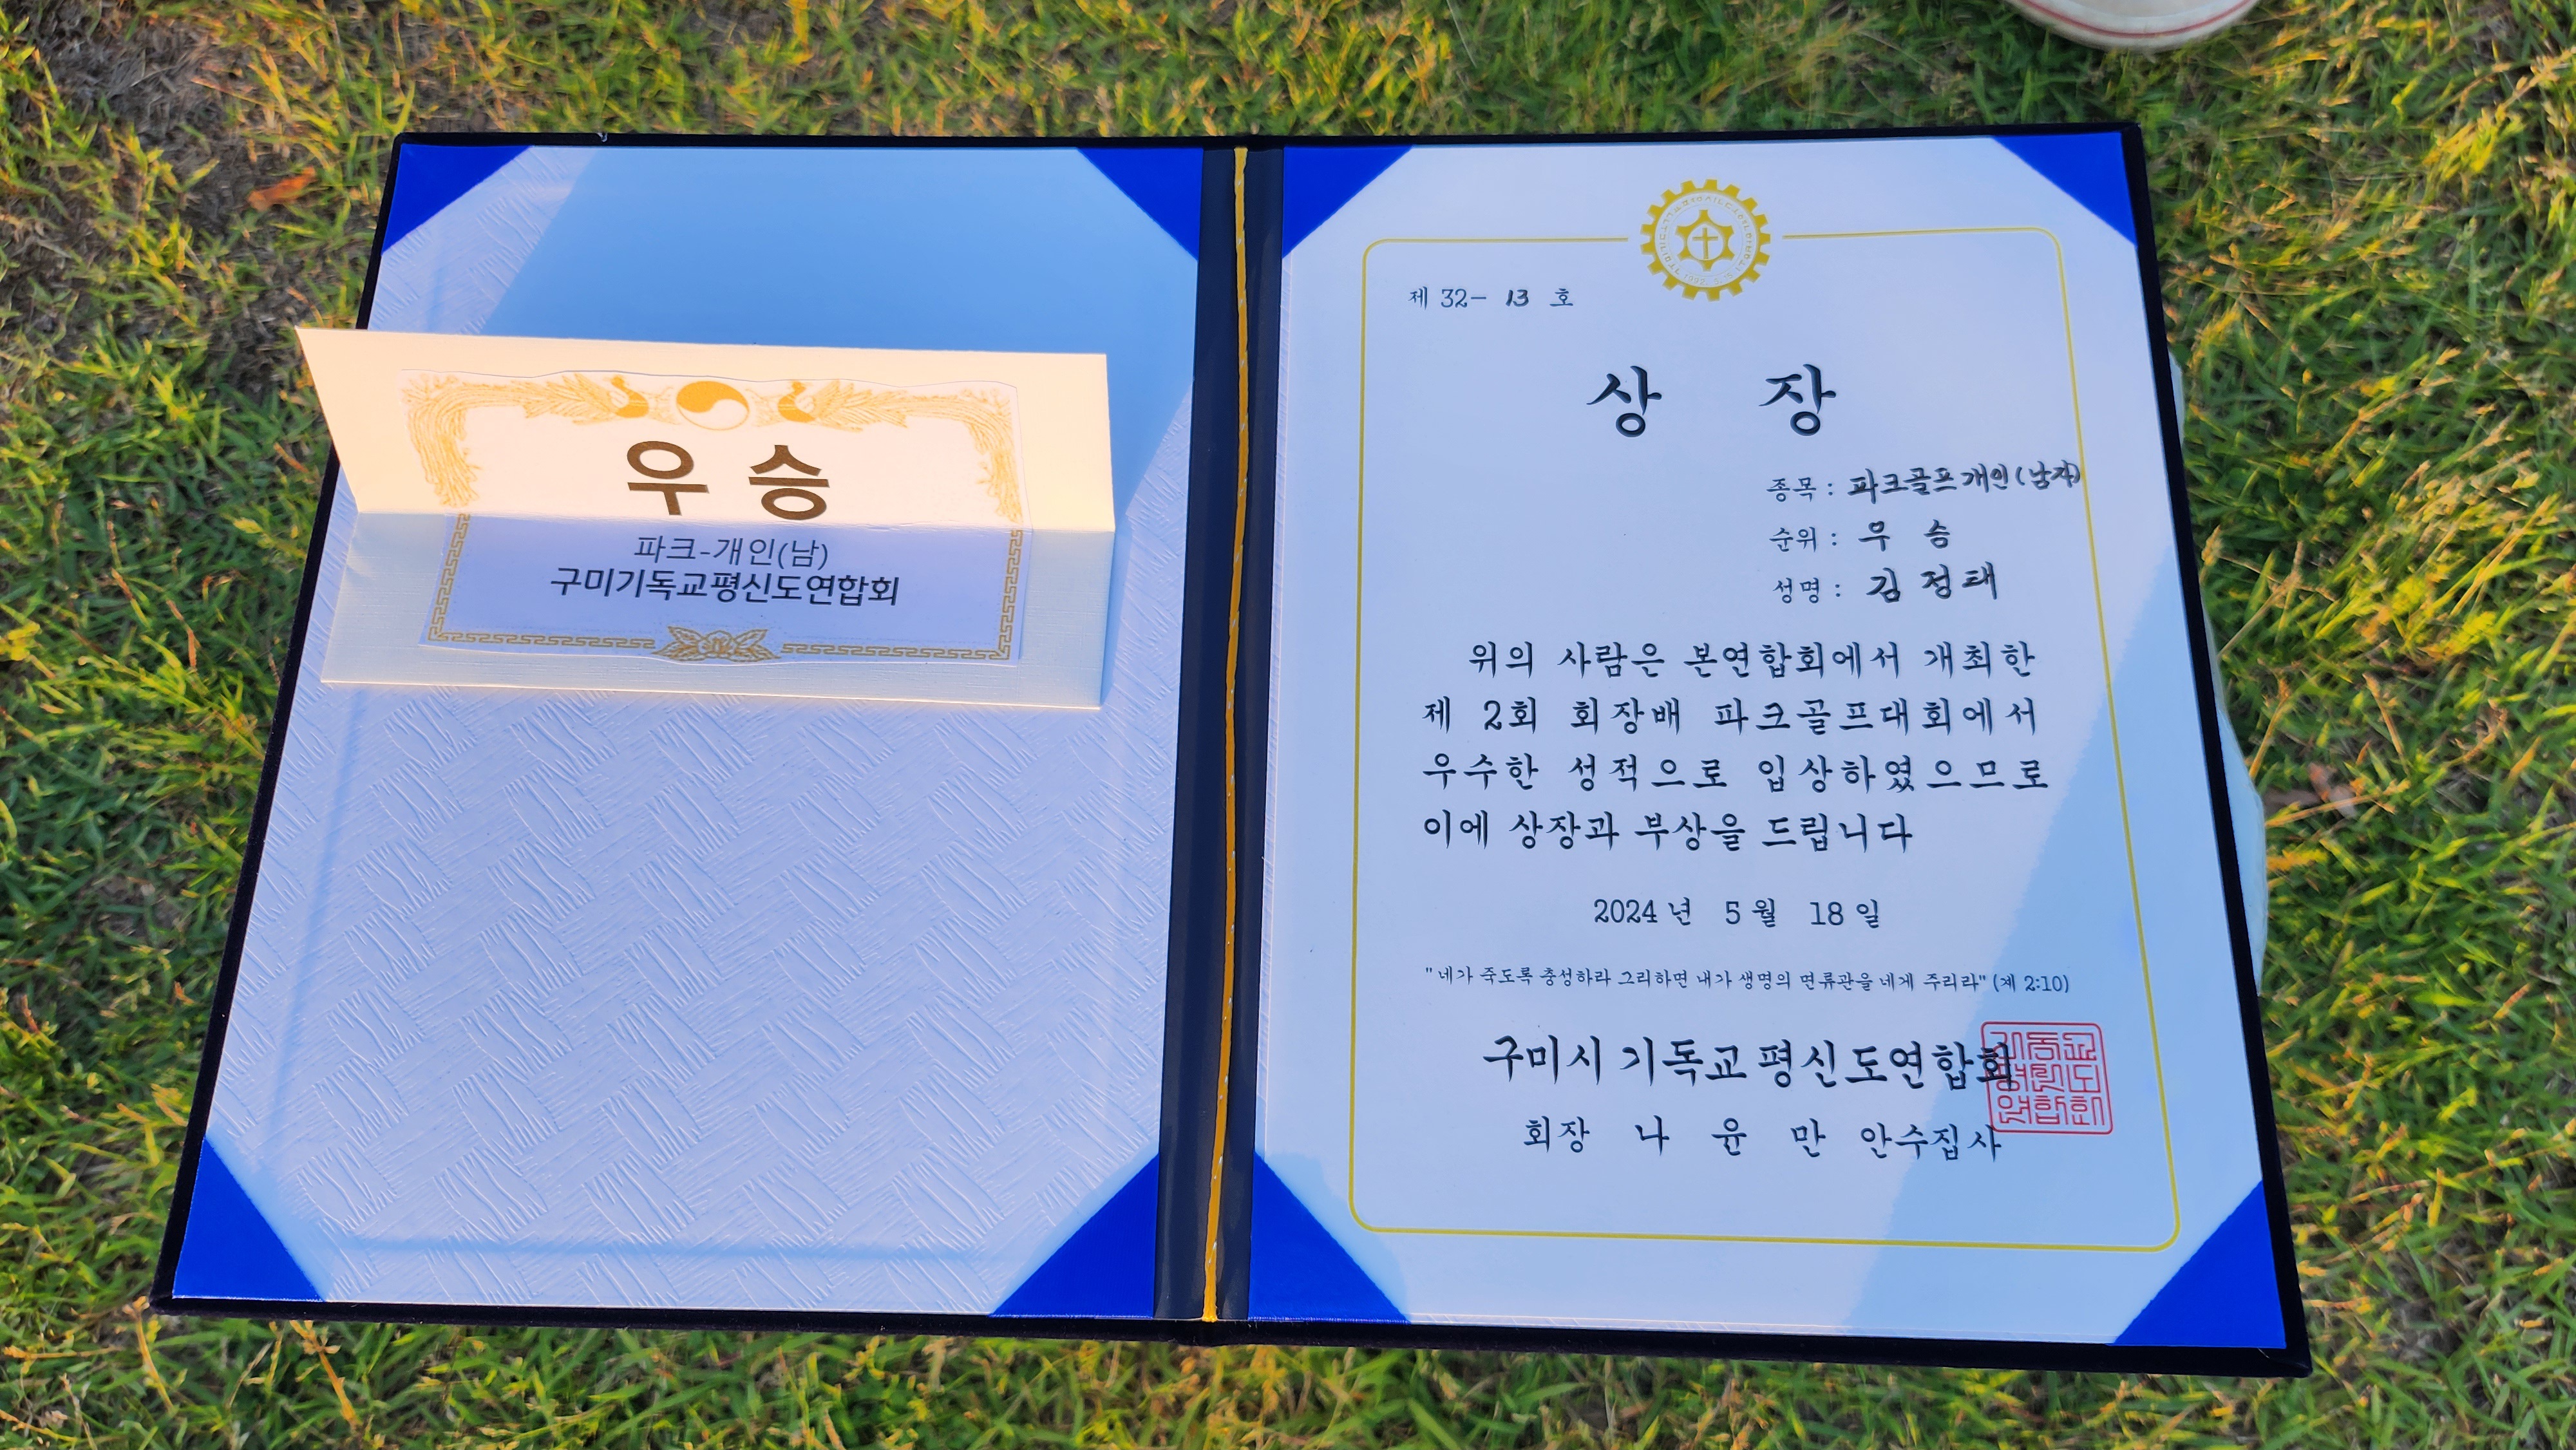 우 승
파크-개인(남)
구미기독교평신도연합회
제 32- 13 호
상 장
종목 : 파크골프개인(남자)
순위 : 우 승
성명 : 김정태
위의 사람은 본연합회에서 개최한
제 2회 회장배 파크골프대회에서
우수한 성적으로 입상하였으므로
이에 상장과 부상을 드립니다
2024년 5월 18일
"네가 죽도록 충성하라 그리하면 내가 생명의 면류관을 네게 주리라" (계 2:10)
구미시 기독교 평신도연합회
회장 나 윤 만 안수집사